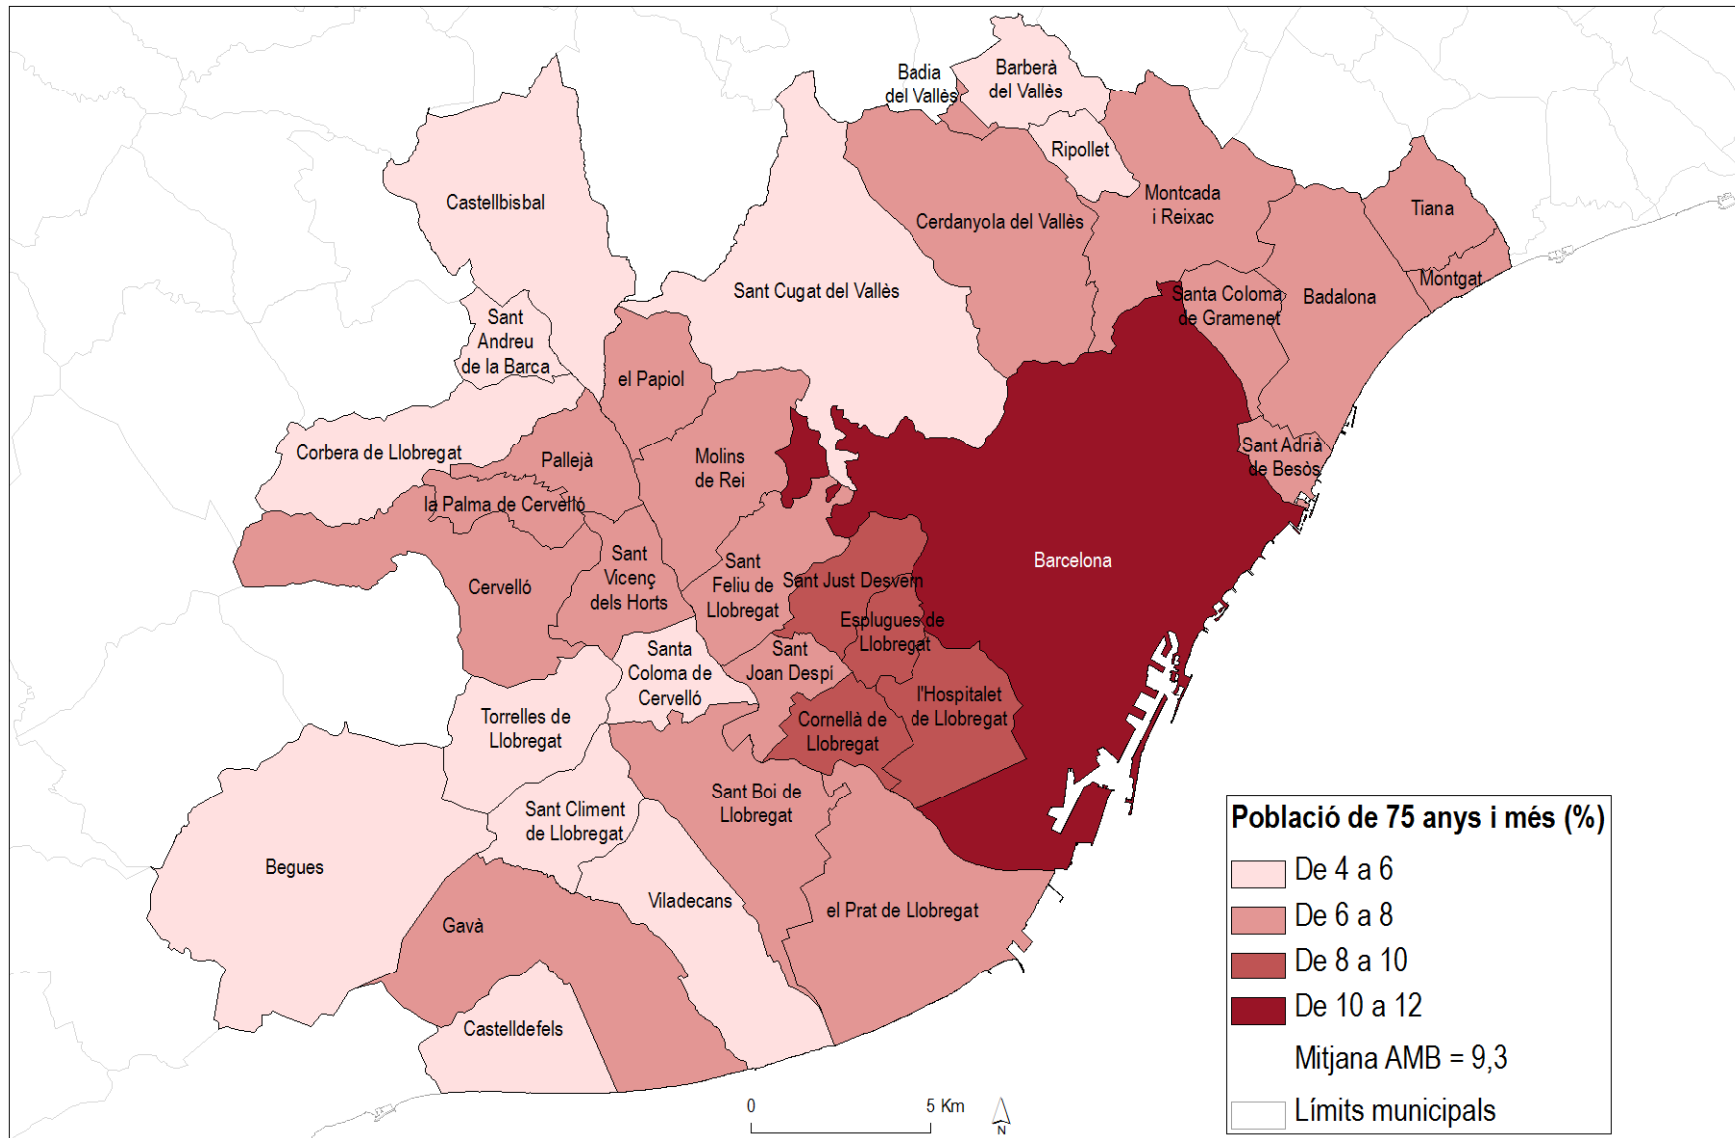 Badia
del Vallès
Barberà
del Vallès
Ripollet
Castellbisbal
Montcada
i Reixac
Cerdanyola del Vallès
Tiana
Montgat
Sant Cugat del Vallès
Santa Coloma
de Gramenet
Badalona
Sant
Andreu
de la Barca
el Papiol
Corbera de Llobregat
Pallejà
Molins
de Rei
Sant Adrià
de Besòs
la Palma de Cervelló
Sant
Vicenç
dels Horts
Cervelló
Sant
Feliu de
Llobregat
Sant Just Desvern
Barcelona
Esplugues de
Llobregat
Santa
Coloma de
Cervelló
Sant
Joan Despi
l'Hospitalet
de Llobregat
Torrelles de
Llobregat
Cornellà de
Llobregat
Sant Climent
de Llobregat
Sant Boi de
Llobregat
Begues
Viladecans
el Prat de Llobregat
Gavà
Castelldefels
Població de 75 anys i més (%)
De 4 a 6
De 6 a 8
De 8 a 10
De 10 a 12
Mitjana AMB = 9,3
Límits municipals
0 5 Km
N